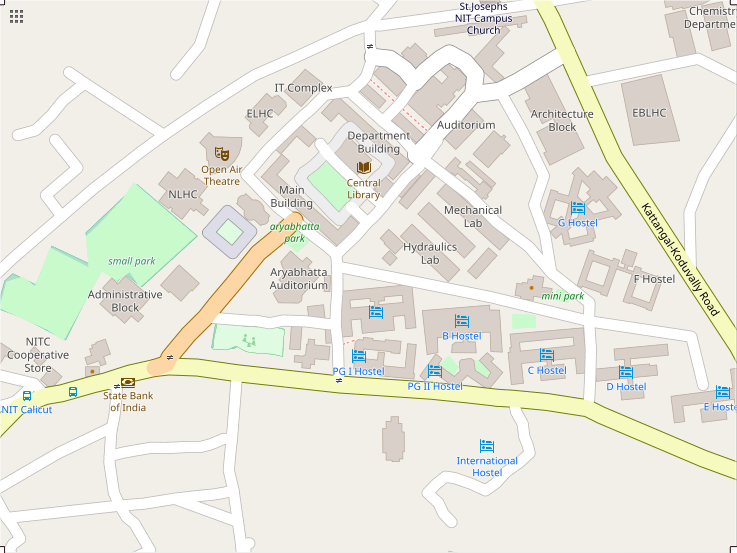 St.Josephs
NIT Campus
Church
Chemistr
Departme
IT Complex
ELHC
Auditorium
Architecture
Block
EBLHC
Department
Building
Open Air
Theatre
Central
Library
NLHC
Main
Building
Mechanical
Lab
G Hostel
Kattangal-Koduvally Road
aryabhatta
park
Hydraulics
Lab
small park
Aryabhatta
Auditorium
F Hostel
Administrative
Block
mini park
NITC
Cooperative
Store
B Hostel
PG I Hostel
C Hostel
PG II Hostel
D Hostel
State Bank
of India
NIT Calicut
E Hoste
International
Hostel